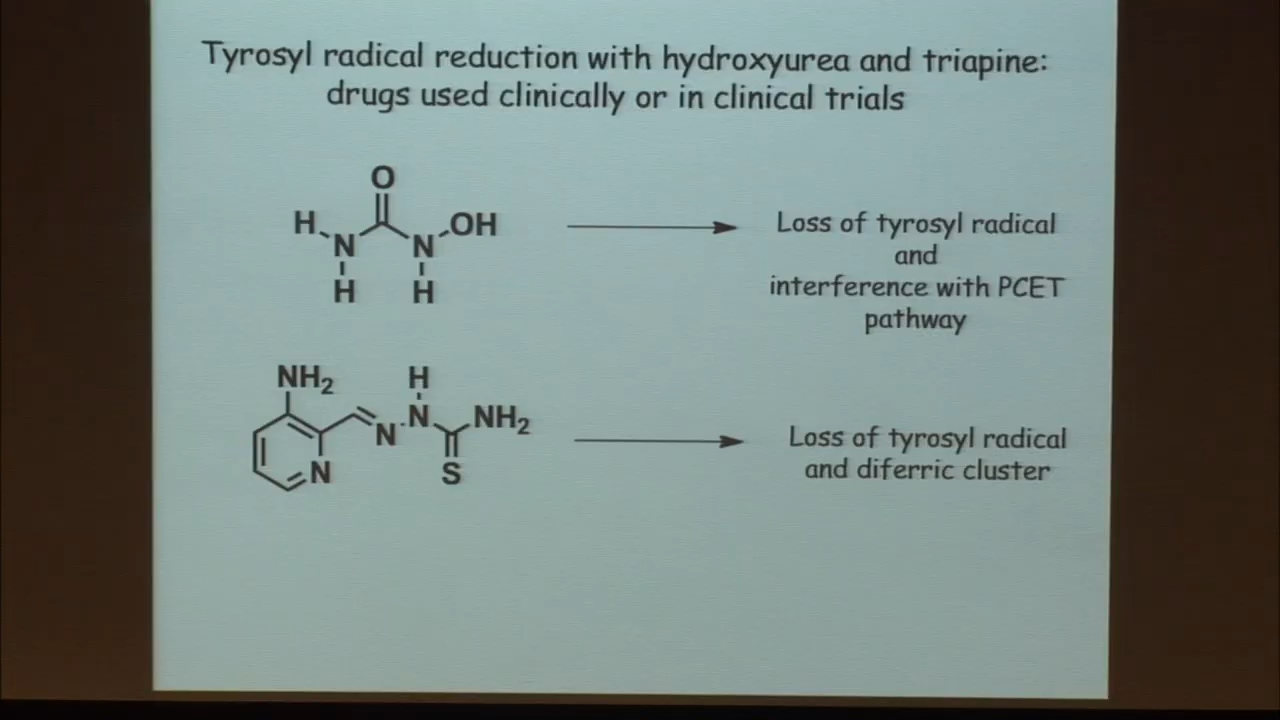 Tyrosyl radical reduction with hydroxyurea and triapine:
drugs used clinically or in clinical trials
O
H
N
N
OH
H
H
Loss of tyrosyl radical
and
interference with PCET
pathway
NH2
H
N
N
NH2
N
S
Loss of tyrosyl radical
and diferric cluster